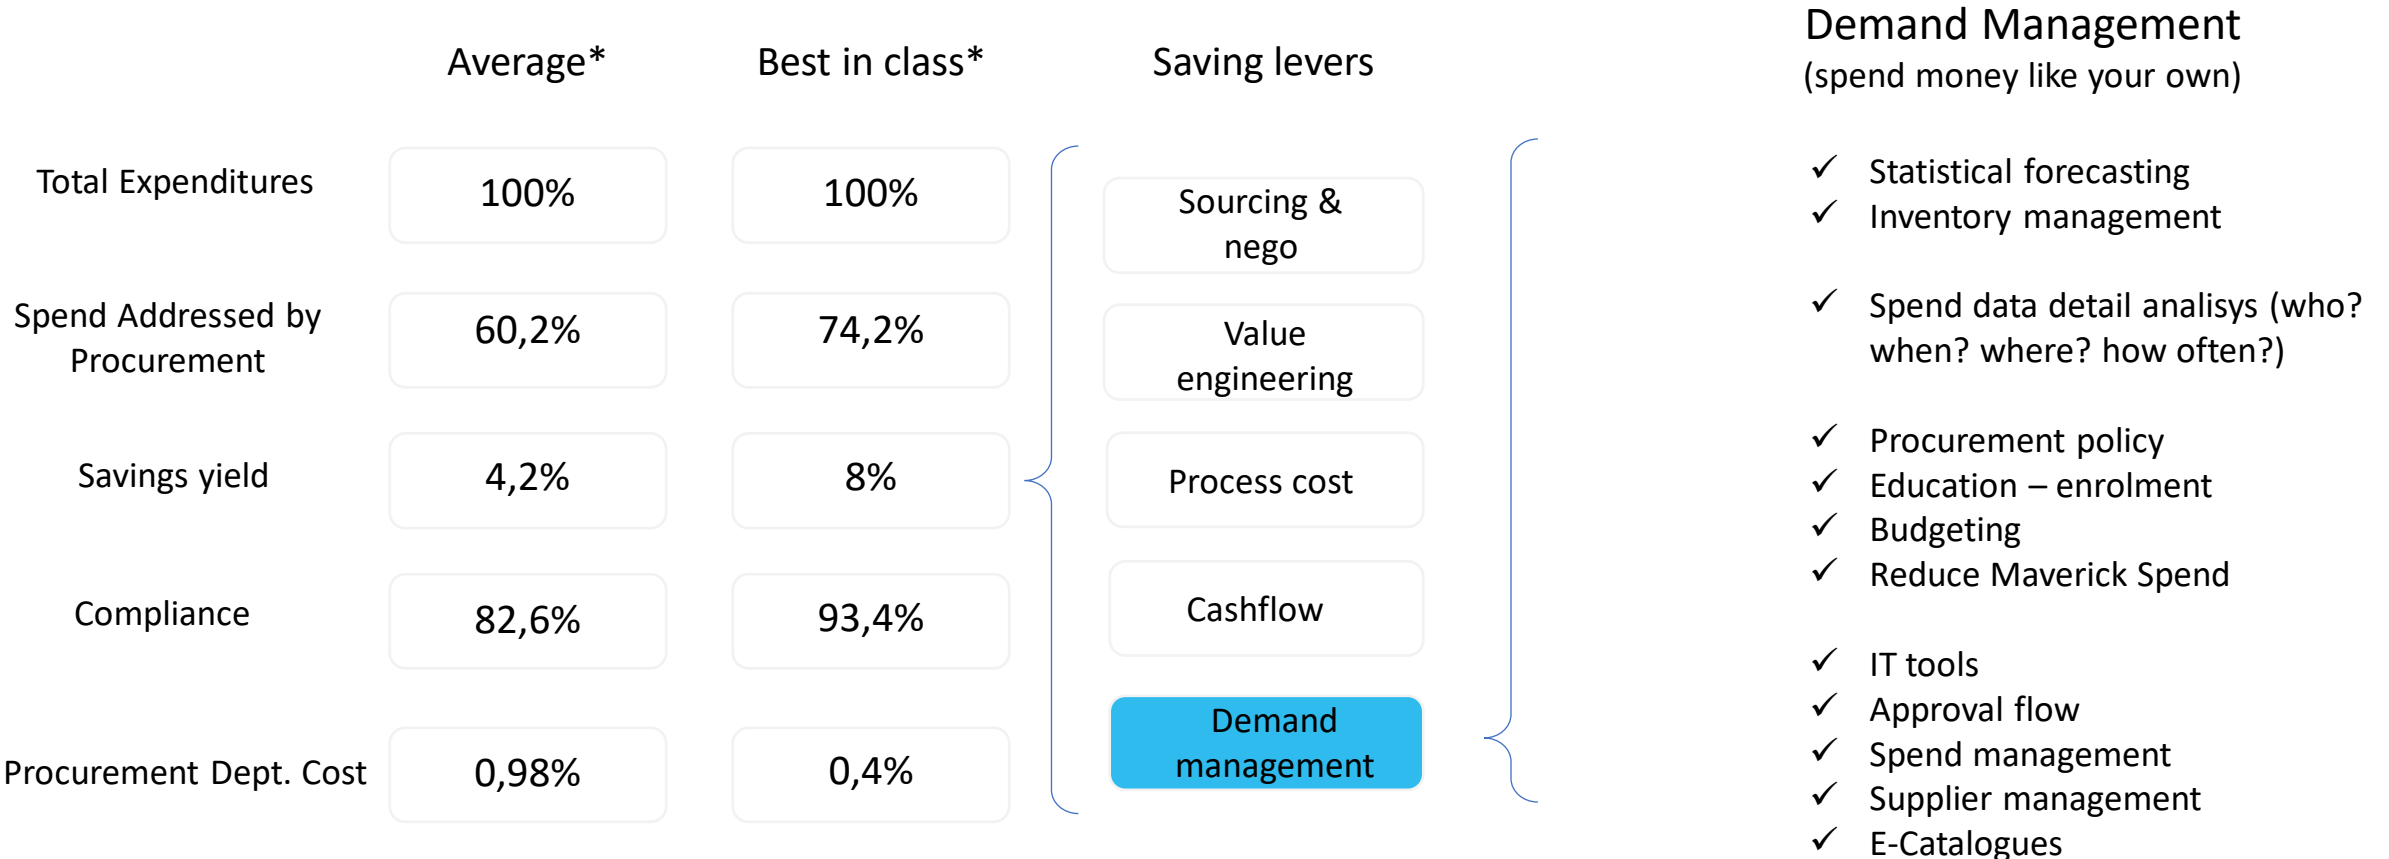 Average*
Best in class*
Saving levers
Demand Management
(spend money like your own)
Total Expenditures
100%
100%
Spend Addressed by
Procurement
60,2%
74,2%
Savings yield
4,2%
8%
Compliance
82,6%
93,4%
Procurement Dept. Cost
0,98%
0,4%
Sourcing &
nego
Value
engineering
Process cost
Cashflow
Demand
management
✓ Statistical forecasting
✓ Inventory management
✓ Spend data detail analisys (who?
when? where? how often?)
✓ Procurement policy
✓ Education – enrolment
✓ Budgeting
✓ Reduce Maverick Spend
✓ IT tools
✓ Approval flow
✓ Spend management
✓ Supplier management
✓ E-Catalogues